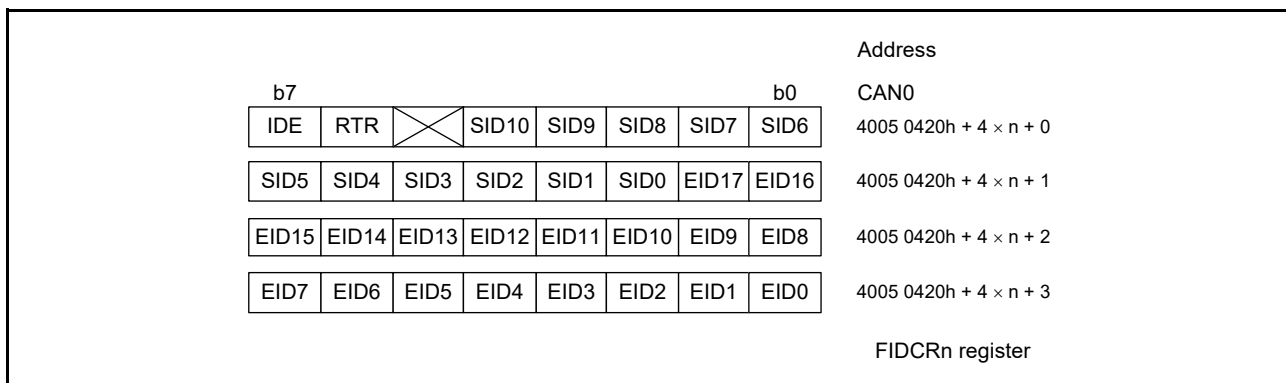 Address
b7 b0 CAN0
IDE RTR SID10 SID9 SID8 SID7 SID6 4005 0420h + 4 × n + 0
SID5 SID4 SID3 SID2 SID1 SID0 EID17 EID16 4005 0420h + 4 × n + 1
EID15 EID14 EID13 EID12 EID11 EID10 EID9 EID8 4005 0420h + 4 × n + 2
EID7 EID6 EID5 EID4 EID3 EID2 EID1 EID0 4005 0420h + 4 × n + 3
FIDCRn register